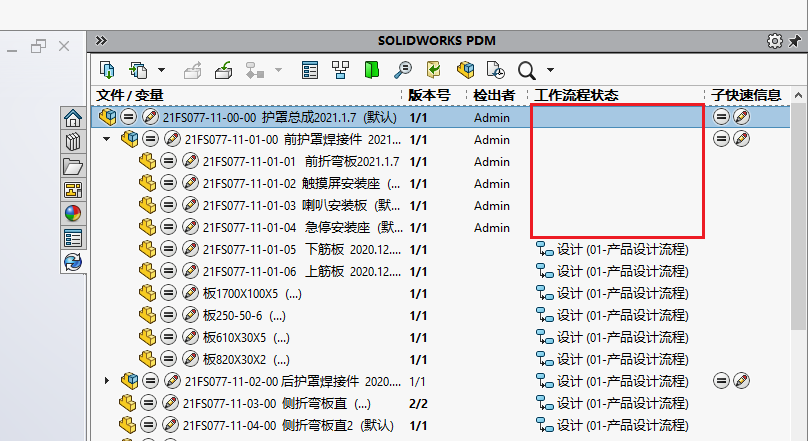 SOLIDWORKS PDM
文件 / 变量 版本号 检出者 工作流程状态 子快速信息
21FS077-11-00-00 护罩总成2021.1.7 (默认) 1/1 Admin
21FS077-11-01-00 前护罩焊接件 2021... 1/1 Admin
21FS077-11-01-01 前折弯板2021.1.7 1/1 Admin
21FS077-11-01-02 触摸屏安装座 (... 1/1 Admin
21FS077-11-01-03 喇叭安装板 (默... 1/1 Admin
21FS077-11-01-04 急停安装座 (默... 1/1 Admin
21FS077-11-01-05 下筋板 2020.12.... 1/1 设计 (01-产品设计流程)
21FS077-11-01-06 上筋板 2020.12.... 1/1 设计 (01-产品设计流程)
板1700X100X5 (...) 1/1 设计 (01-产品设计流程)
板250-50-6 (...) 1/1 设计 (01-产品设计流程)
板610X30X5 (...) 1/1 设计 (01-产品设计流程)
板820X30X2 (...) 1/1 设计 (01-产品设计流程)
21FS077-11-02-00 后护罩焊接件 2020.... 1/1 设计 (01-产品设计流程)
21FS077-11-03-00 侧折弯板直 (...) 2/2 设计 (01-产品设计流程)
21FS077-11-04-00 侧折弯板直2 (默认) 1/1 设计 (01-产品设计流程)